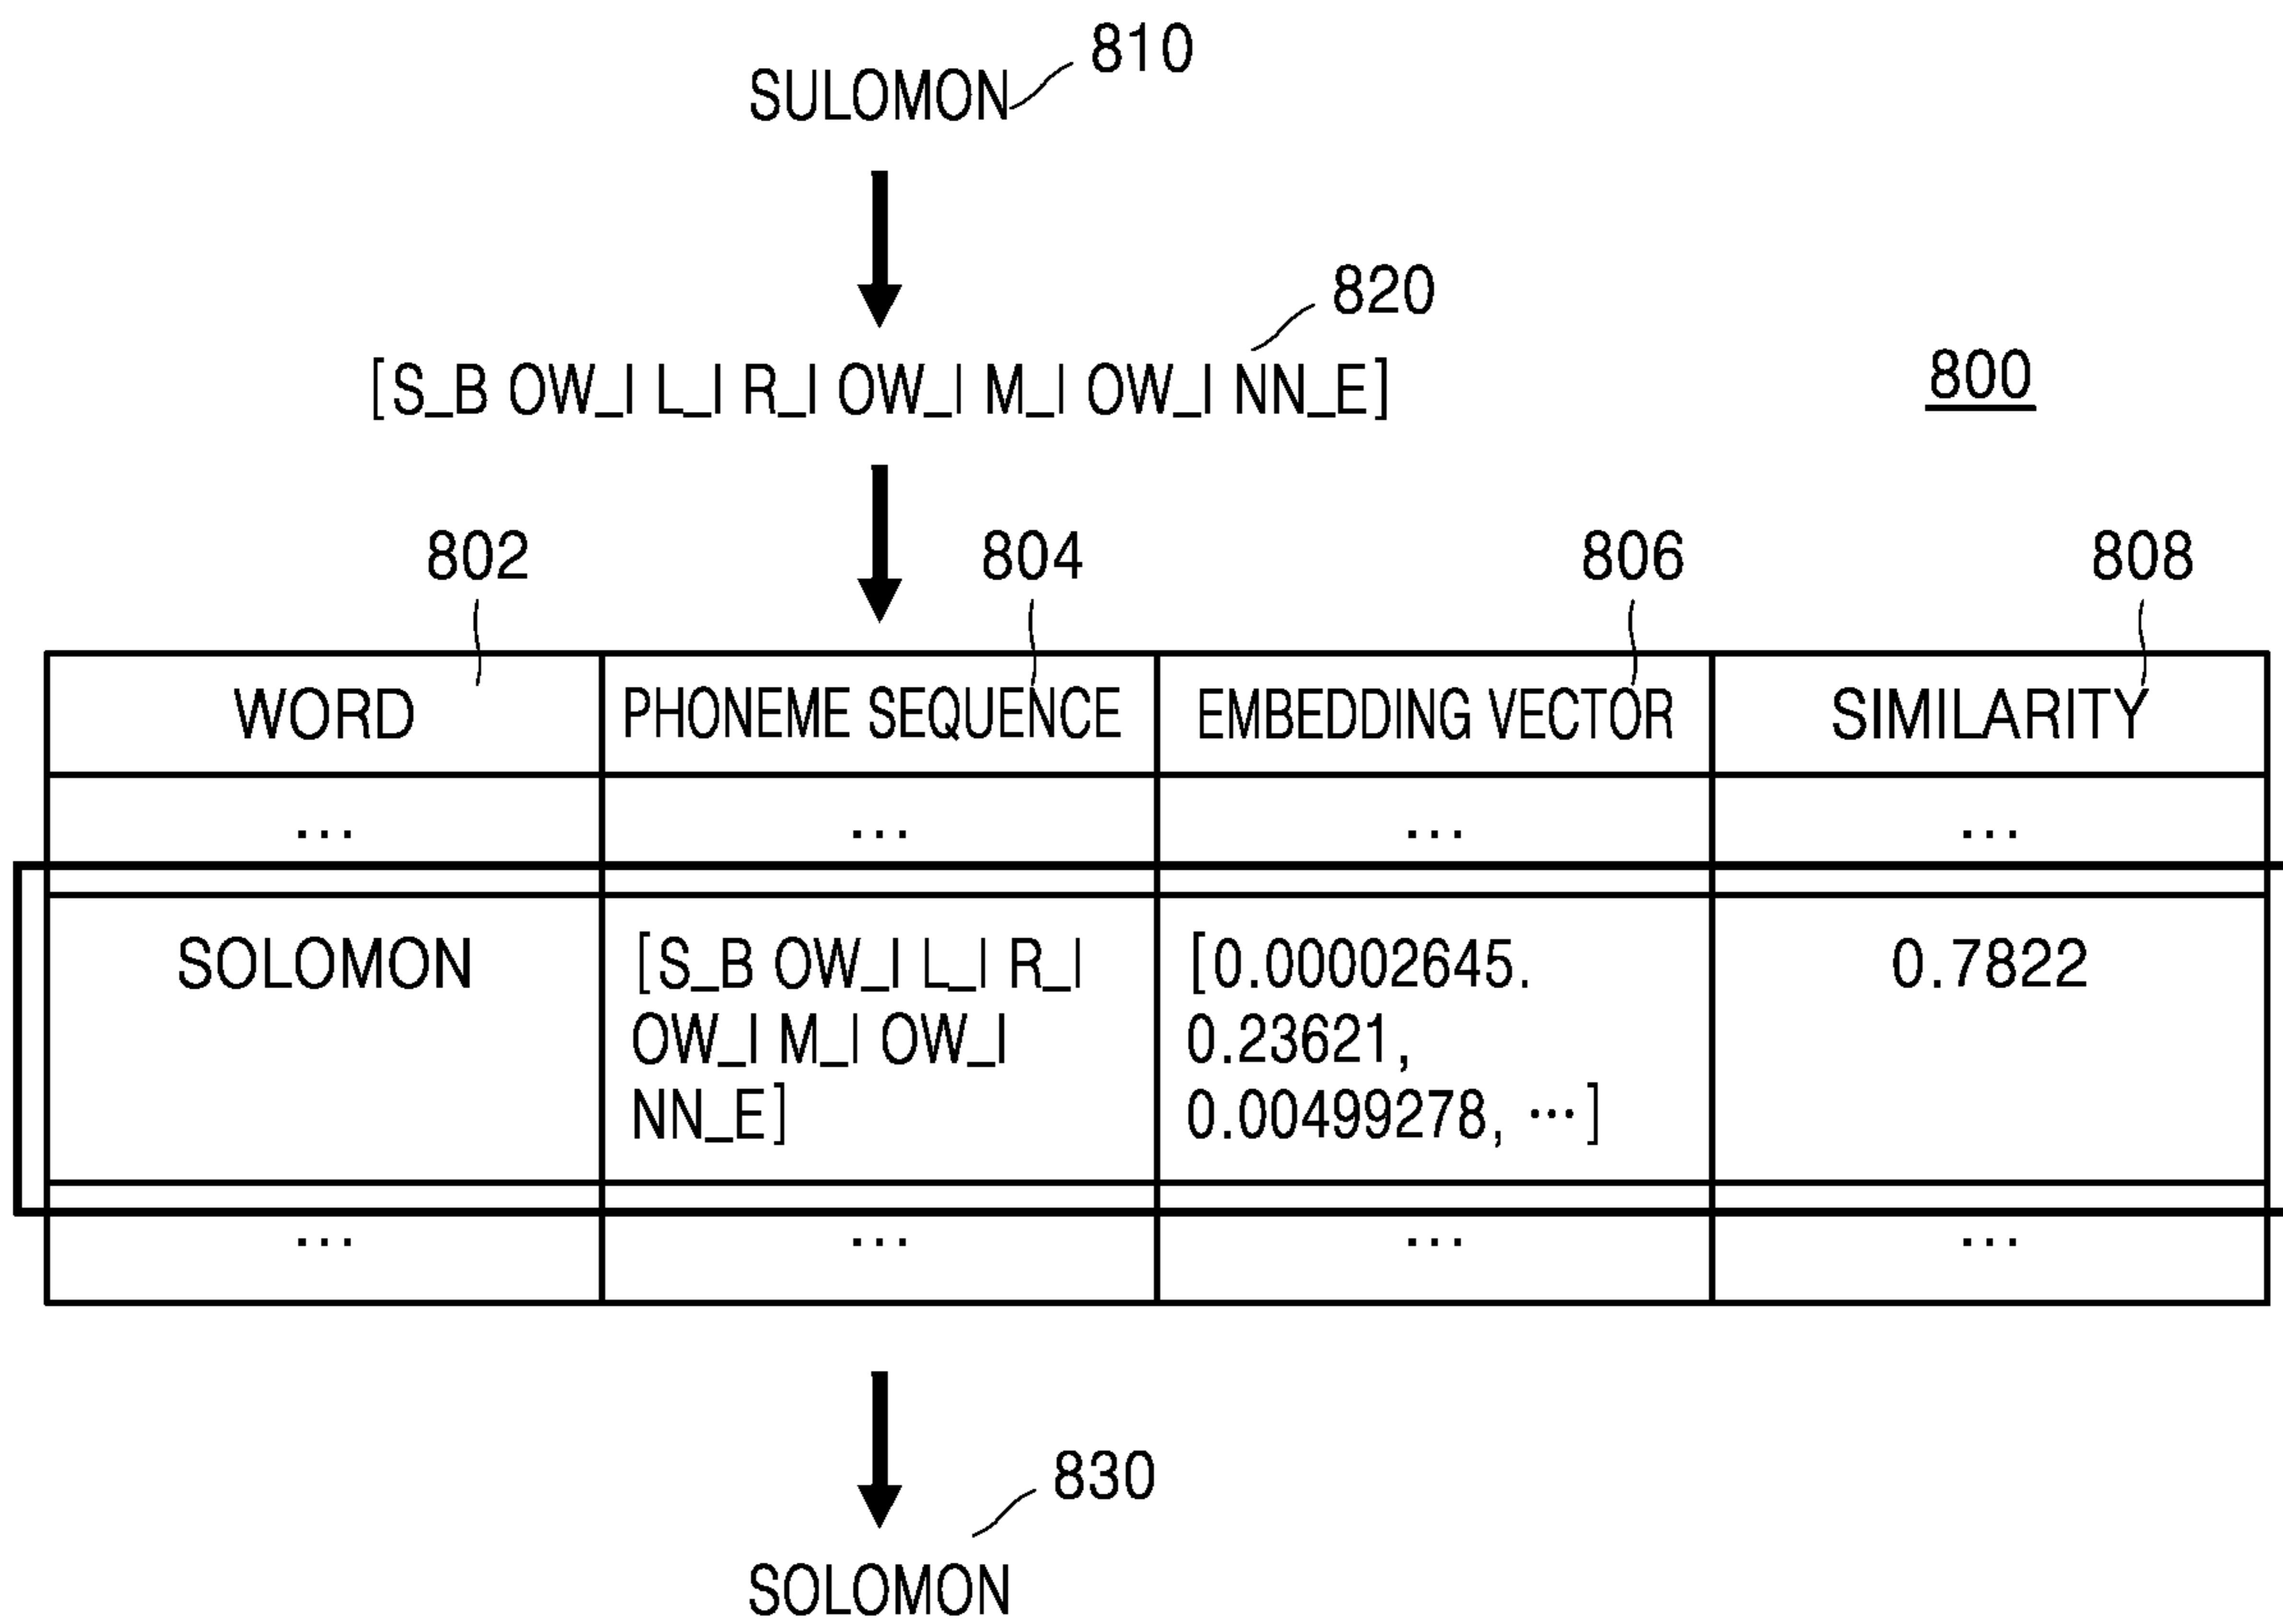 810
SULOMON
820
[S_B OW_I L_I R_I OW_I M_I OW_I NN_E]
800
802 804 806 808
WORD PHONEME SEQUENCE EMBEDDING VECTOR SIMILARITY
... ... ... ...
SOLOMON [S_B OW_I L_I R_I [0.00002645. 0.7822
OW_I M_I OW_I 0.23621,
NN_E] 0.00499278, ...]
... ... ... ...
830
SOLOMON